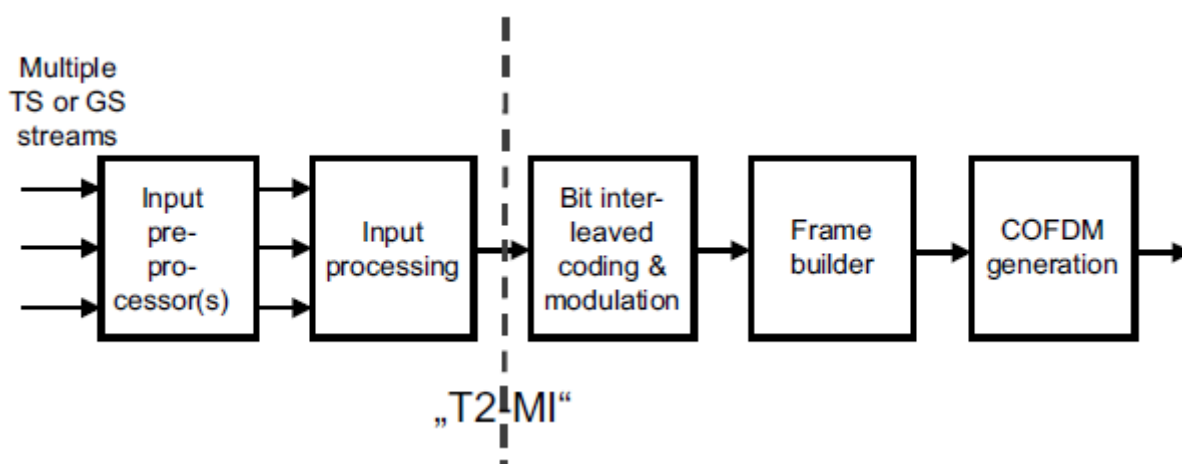 Multiple
TS or GS
streams
Input
pre-
pro-
cessor(s)
Input
processing
Bit inter-
leaved
coding &
modulation
Frame
builder
COFDM
generation
„T2-MI“